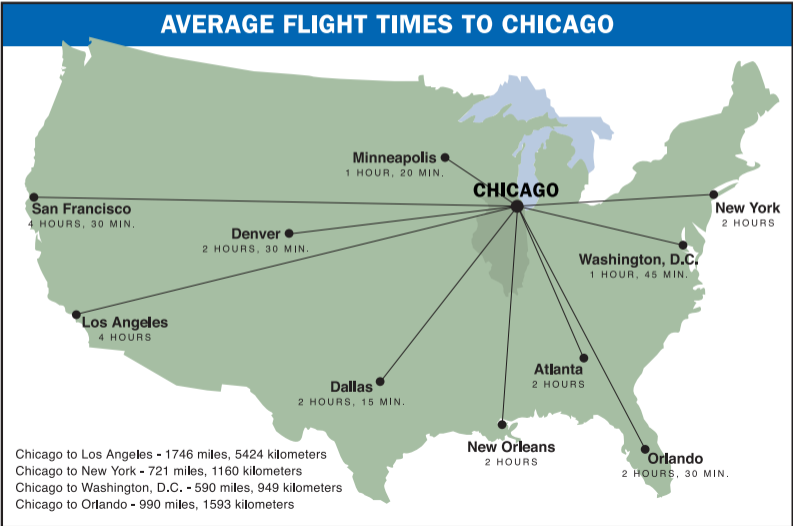 AVERAGE FLIGHT TIMES TO CHICAGO
Minneapolis
1 HOUR, 20 MIN.
CHICAGO
San Francisco
4 HOURS, 30 MIN.
New York
2 HOURS
Denver
2 HOURS, 30 MIN.
Washington, D.C.
1 HOUR, 45 MIN.
Los Angeles
4 HOURS
Atlanta
2 HOURS
Dallas
2 HOURS, 15 MIN.
New Orleans
2 HOURS
Orlando
2 HOURS, 30 MIN.
Chicago to Los Angeles - 1746 miles, 5424 kilometers
Chicago to New York - 721 miles, 1160 kilometers
Chicago to Washington, D.C. - 590 miles, 949 kilometers
Chicago to Orlando - 990 miles, 1593 kilometers